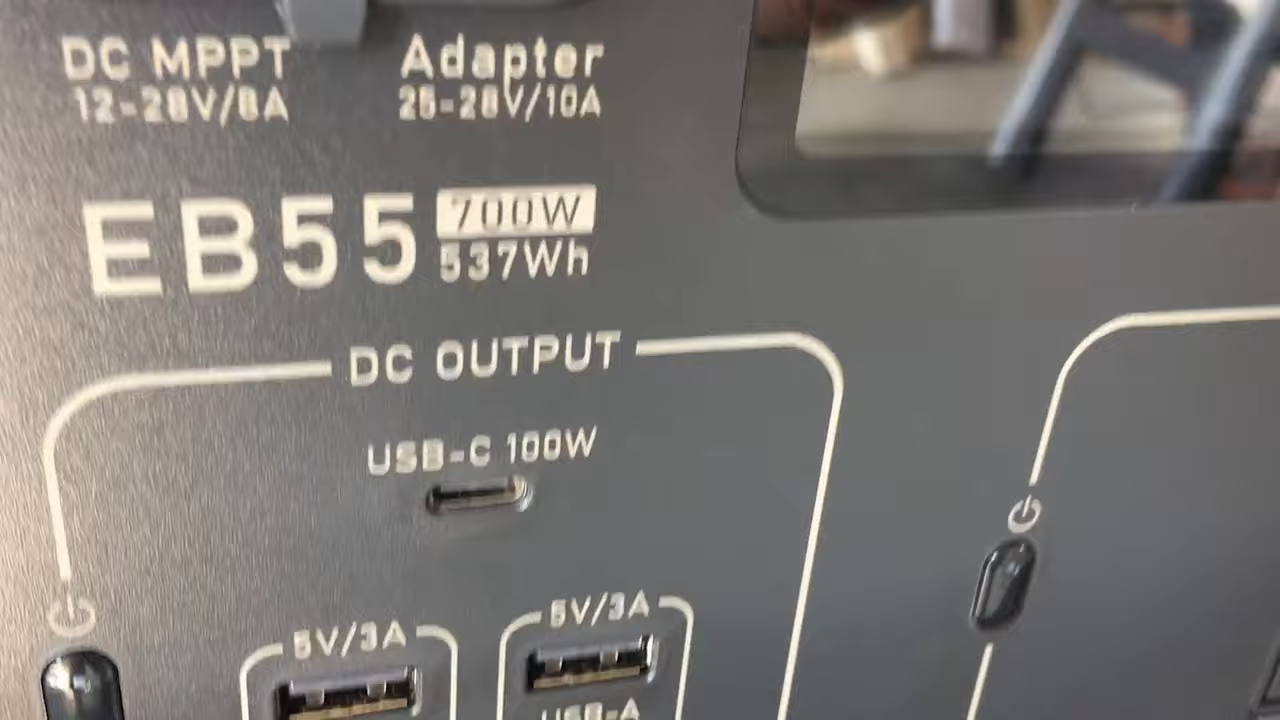 DC MPPT
12-28V/8A
Adapter
25-28V/10A
EB55
700W
537Wh
DC OUTPUT
USB-C 100W
5V/3A
5V/3A
USB-A